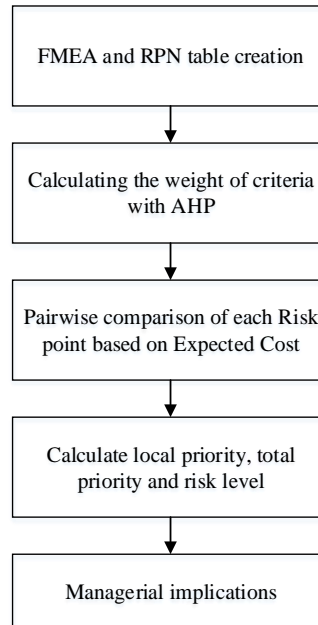 FMEA and RPN table creation
Calculating the weight of criteria
with AHP
Pairwise comparison of each Risk
point based on Expected Cost
Calculate local priority, total
priority and risk level
Managerial implications